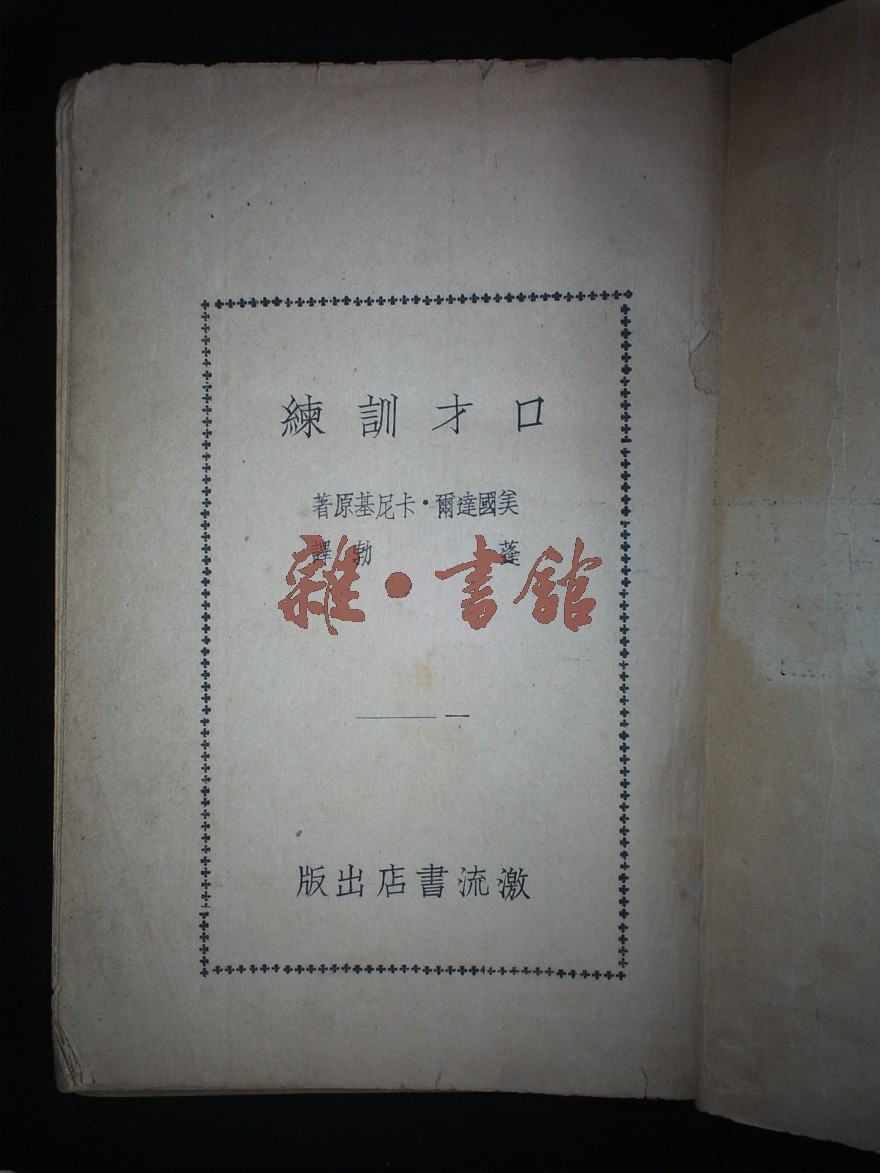 口才訓練
美國達爾·卡尼基原著
蓬勃譯
雜·書館
激流書店出版